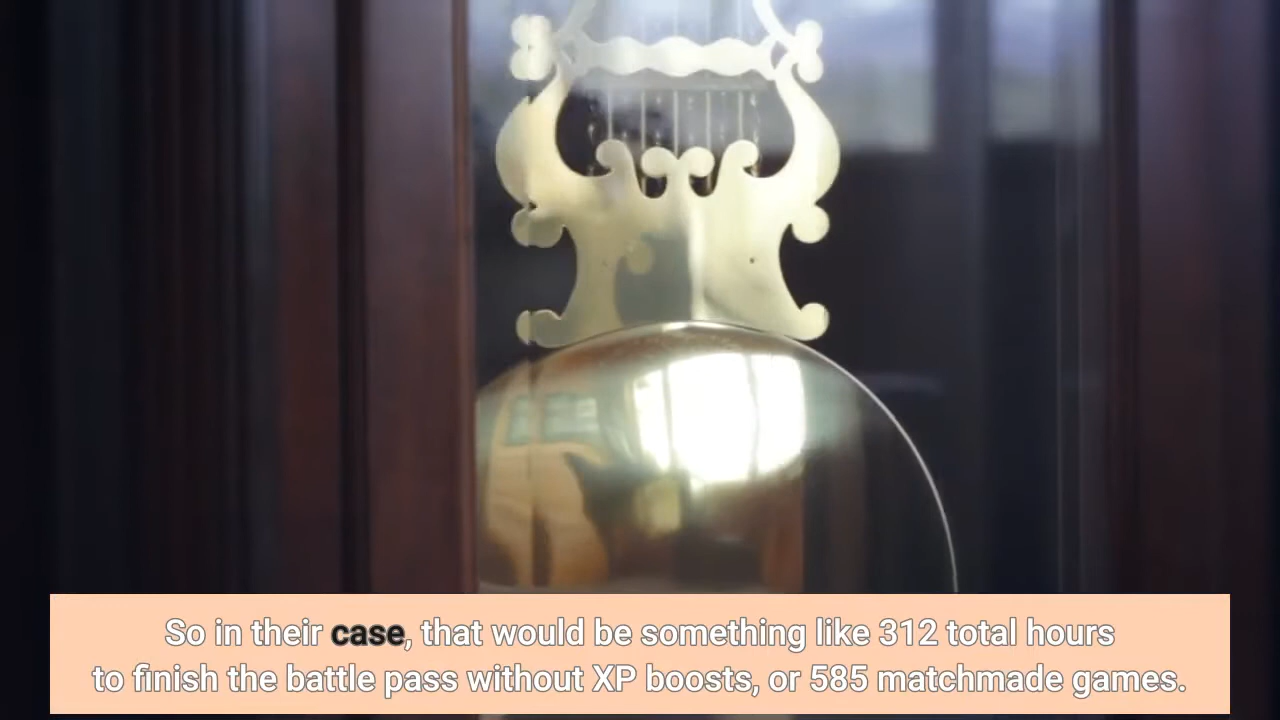 So in their case, that would be something like 312 total hours
to finish the battle pass without XP boosts, or 585 matchmade games.